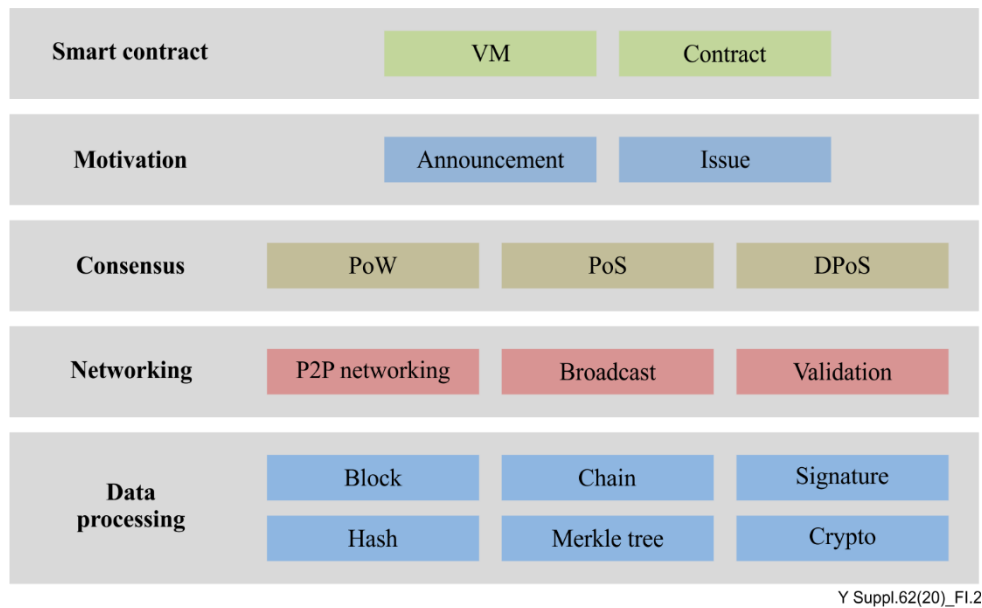 Smart contract
VM
Contract
Motivation
Announcement
Issue
Consensus
PoW
PoS
DPoS
Networking
P2P networking
Broadcast
Validation
Data
processing
Block
Chain
Signature
Hash
Merkle tree
Crypto
Y Suppl.62(20)_FI.2